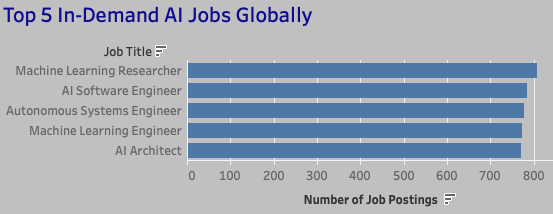 Top 5 In-Demand AI Jobs Globally
Job Title
Machine Learning Researcher
AI Software Engineer
Autonomous Systems Engineer
Machine Learning Engineer
AI Architect
0 100 200 300 400 500 600 700 800
Number of Job Postings